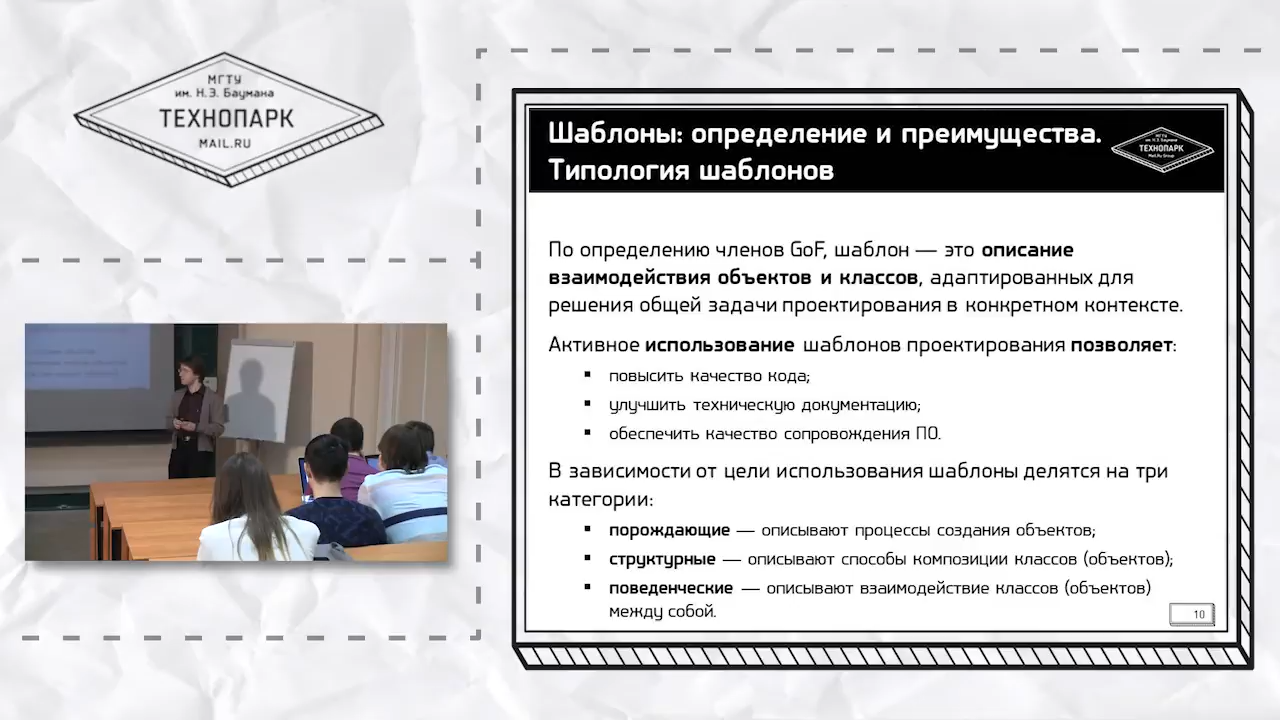 МГТУ
им. Н.Э. Баумана
ТЕХНОПАРК
MAIL.RU
Шаблоны: определение и преимущества.
Типология шаблонов
МГТУ
им. Н.Э. Баумана
ТЕХНОПАРК
Mail.Ru Group
По определению членов GoF, шаблон — это описание
взаимодействия объектов и классов, адаптированных для
решения общей задачи проектирования в конкретном контексте.
Активное использование шаблонов проектирования позволяет:
▪ повысить качество кода;
▪ улучшить техническую документацию;
▪ обеспечить качество сопровождения ПО.
В зависимости от цели использования шаблоны делятся на три
категории:
▪ порождающие — описывают процессы создания объектов;
▪ структурные — описывают способы композиции классов (объектов);
▪ поведенческие — описывают взаимодействие классов (объектов)
между собой.
10